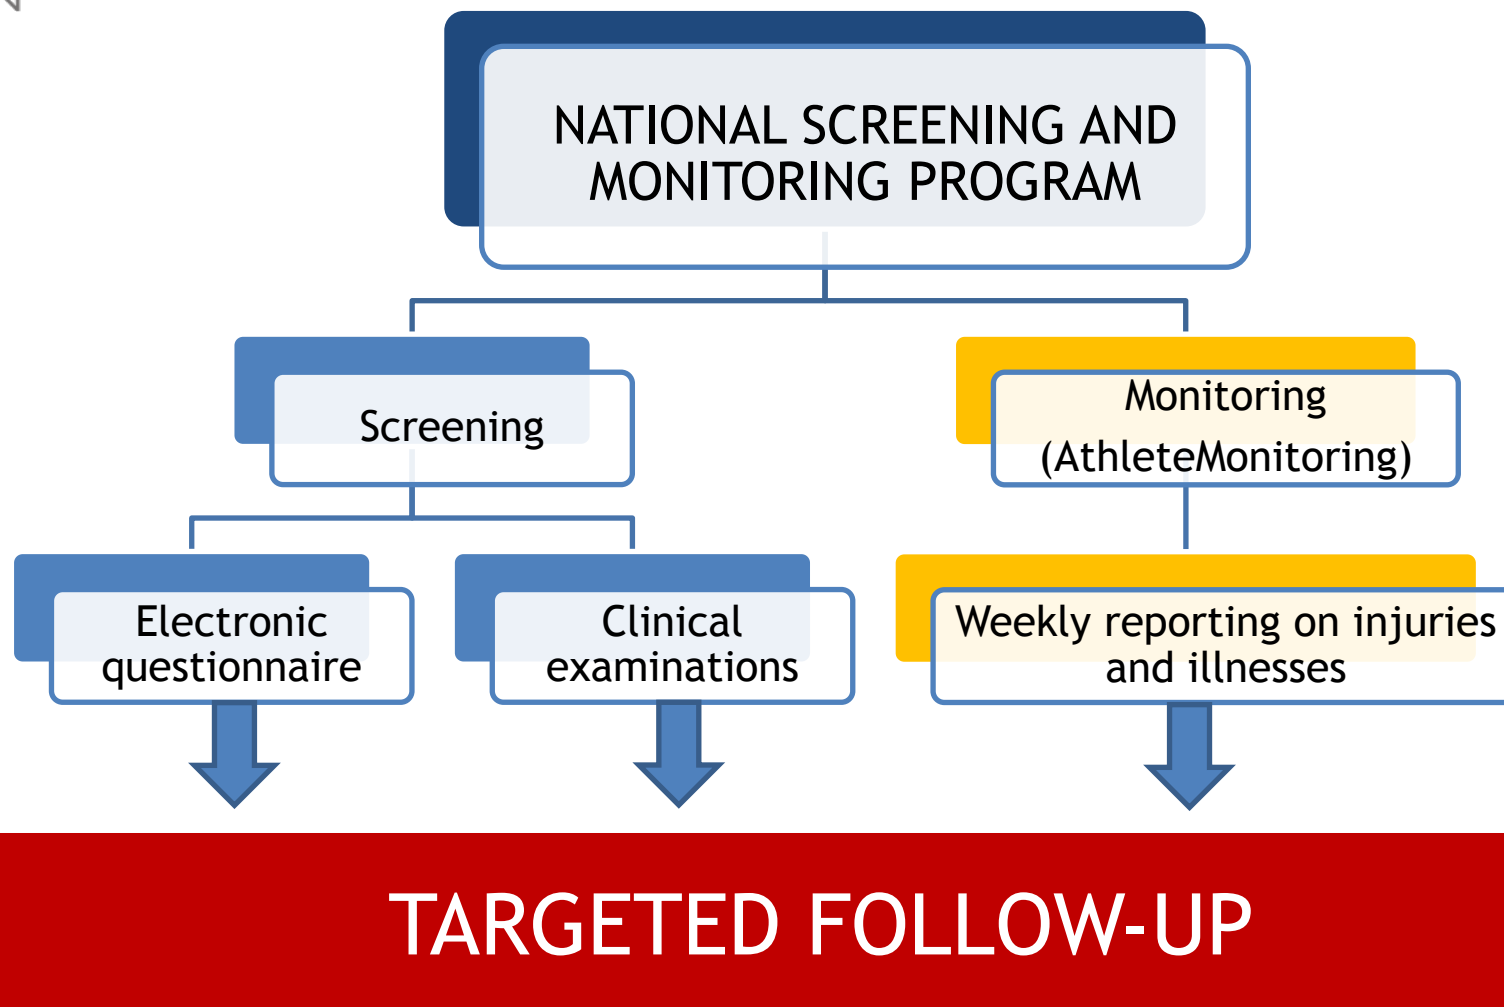 NATIONAL SCREENING AND
MONITORING PROGRAM
Screening
Monitoring
(AthleteMonitoring)
Electronic
questionnaire
Clinical
examinations
Weekly reporting on injuries
and illnesses
TARGETED FOLLOW-UP